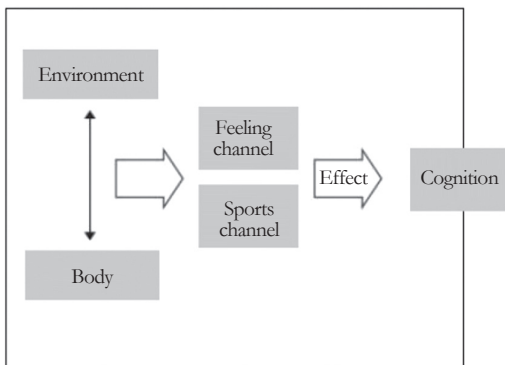 Environment
Feeling
channel
Effect
Cognition
Sports
channel
Body